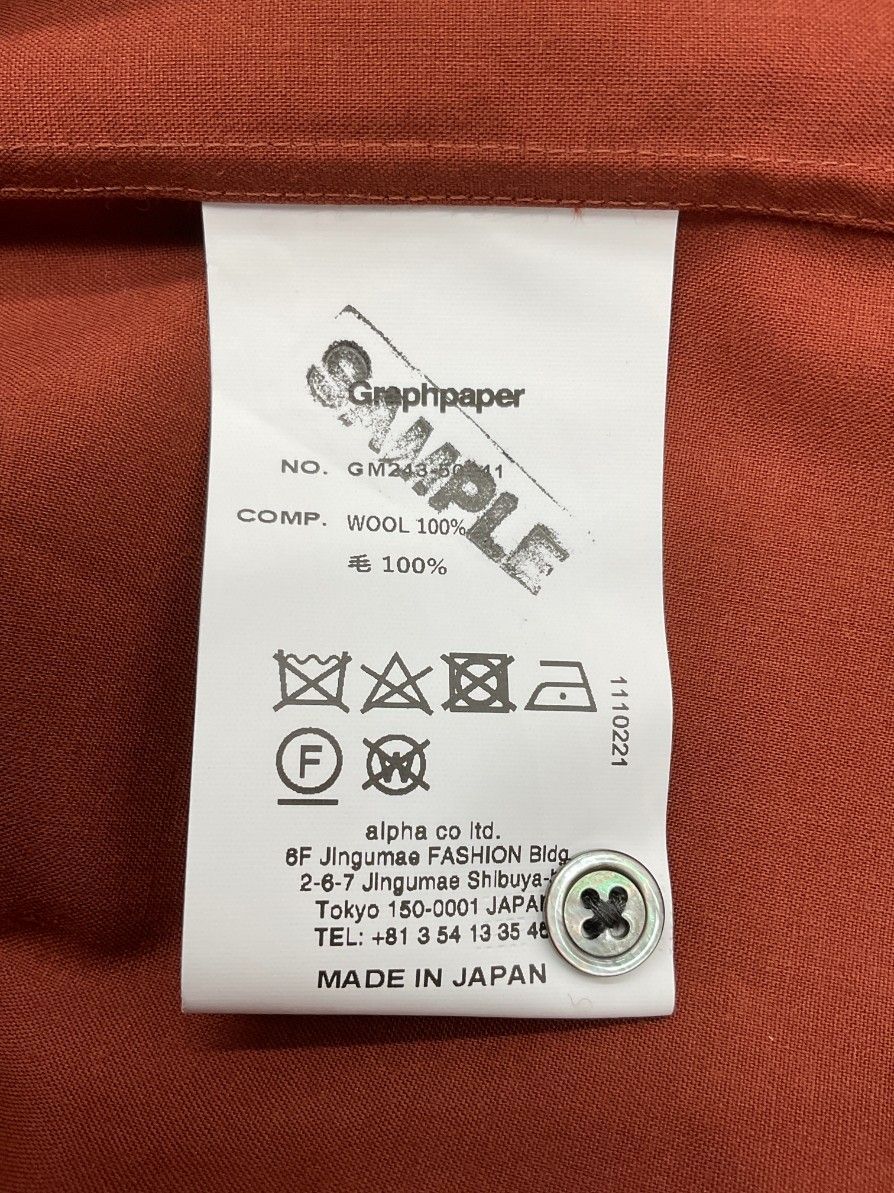 Graphpaper
SAMPLE
NO.
COMP. WOOL 100%
毛 100%
1110221
F
W
alpha co ltd.
6F JIngumae FASHION Bldg
2-6-7 JIngumae Shibuya-
Tokyo 150-0001 JAPAN
TEL: +81 3 54 13 35 48
MADE IN JAPAN